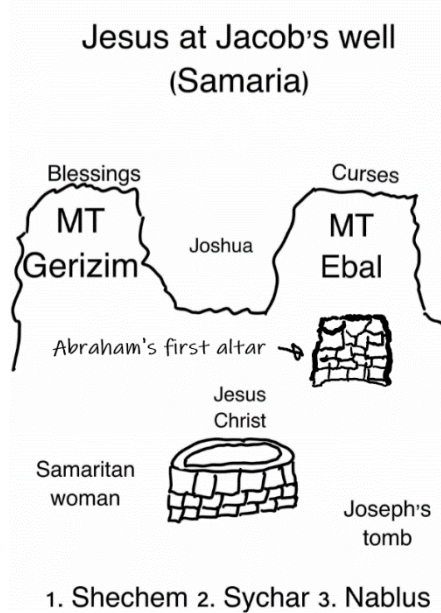 Jesus at Jacob's well
(Samaria)
Blessings
Curses
MT
Gerizim
Joshua
MT
Ebal
Abraham's first altar
Jesus
Christ
Samaritan
woman
Joseph's
tomb
1. Shechem 2. Sychar 3. Nablus